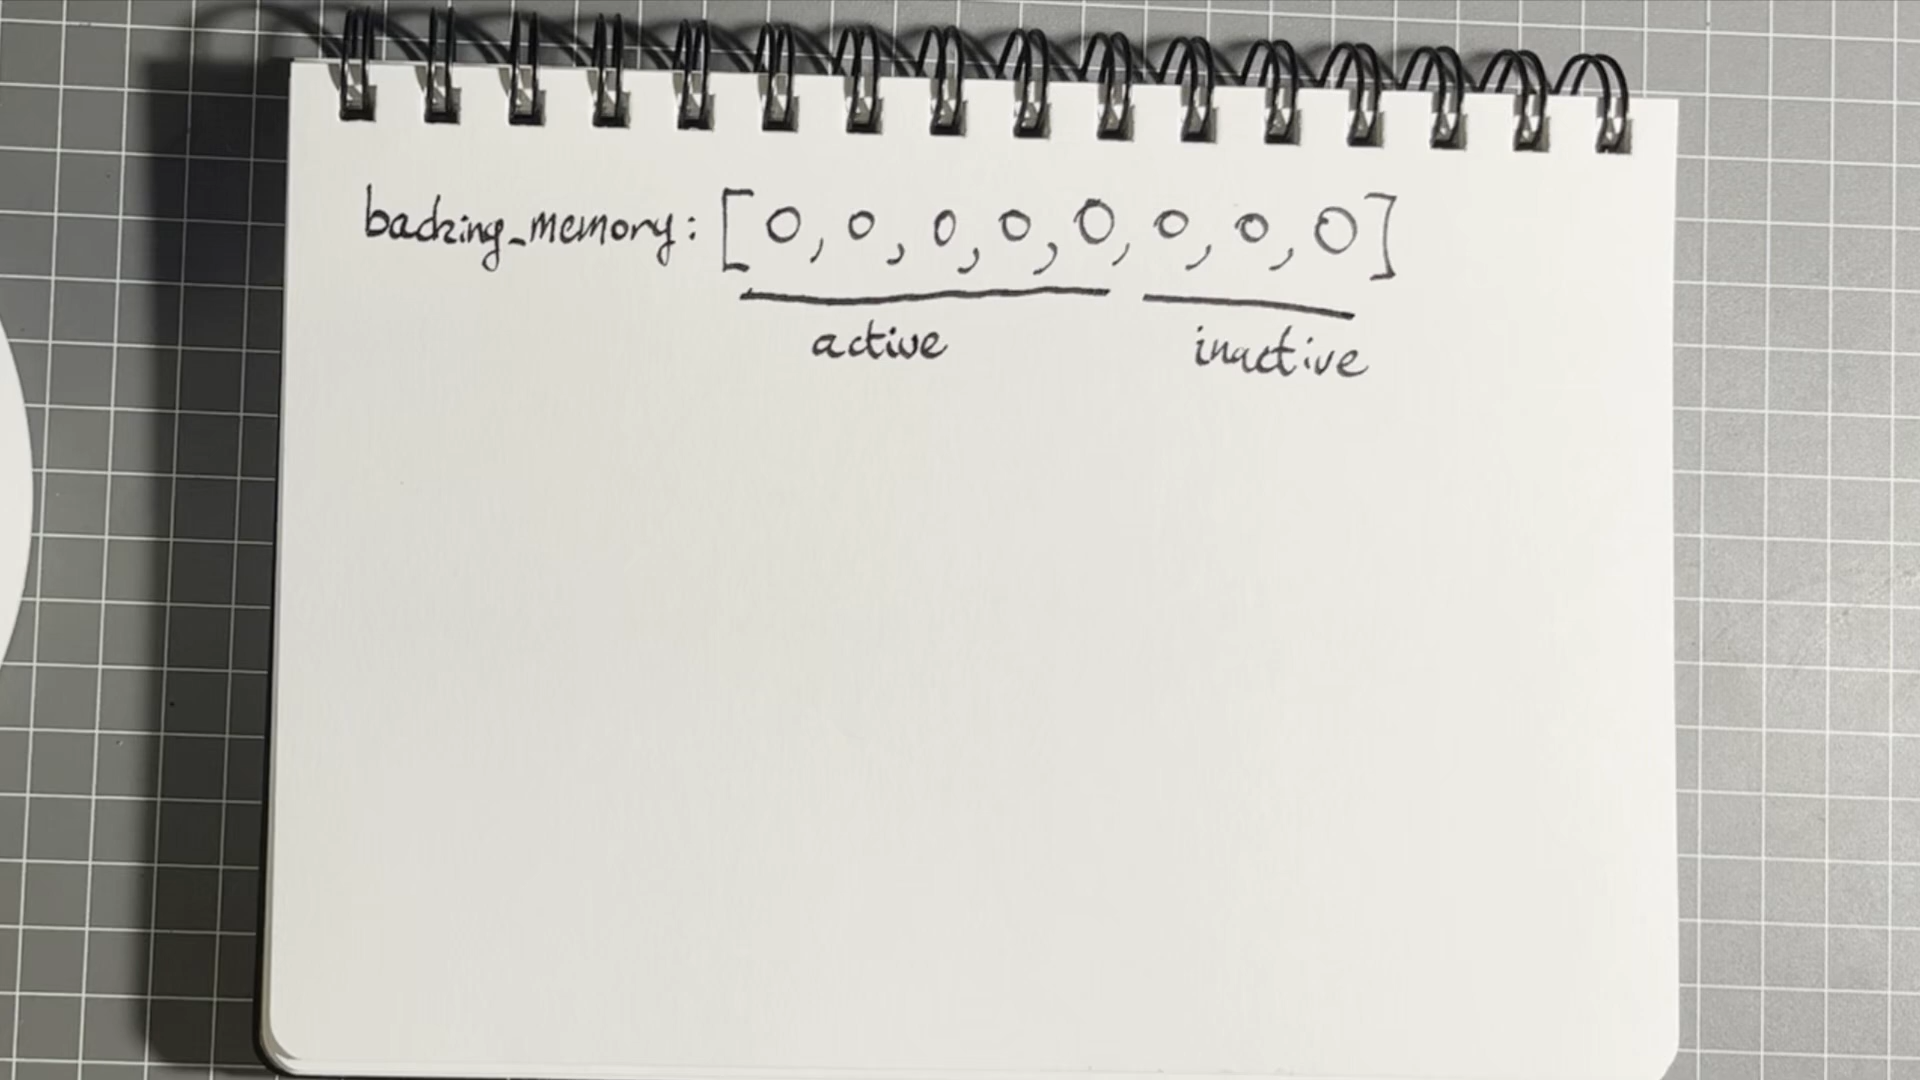 backing_memory: [0, 0, 0, 0, 0, 0, 0, 0]
active inactive